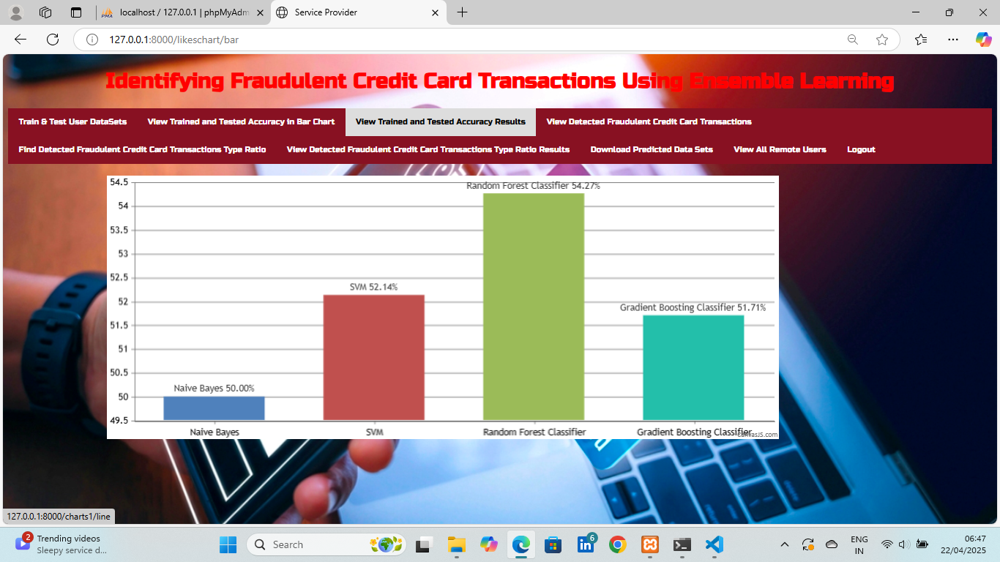 localhost / 127.0.0.1 | phpMyAdm
Service Provider
127.0.0.1:8000/likeschart/bar
Identifying Fraudulent Credit Card Transactions Using Ensemble Learning
Train & Test User DataSets View Trained and Tested Accuracy in Bar Chart View Trained and Tested Accuracy Results View Detected Fraudulent Credit Card Transactions
Find Detected Fraudulent Credit Card Transactions Type Ratio View Detected Fraudulent Credit Card Transactions Type Ratio Results Download Predicted Data Sets View All Remote Users Logout
54.5
Random Forest Classifier 54.27%
54
53.5
53
52.5
SVM 52.14%
52
Gradient Boosting Classifier 51.71%
51.5
51
50.5
Naive Bayes 50.00%
50
49.5
Naive Bayes SVM Random Forest Classifier Gradient Boosting Classifier
CanvasJS.com
127.0.0.1:8000/charts1/line
2
Trending videos
Sleepy service d...
Search
6
ENG
IN
06:47
22/04/2025